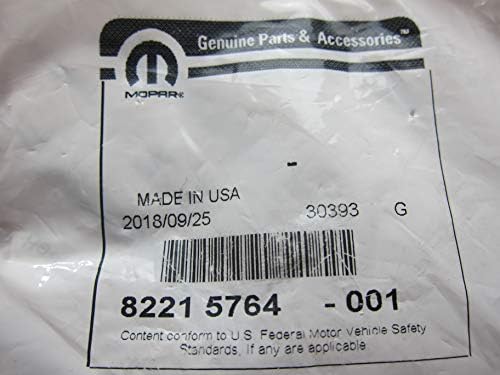 Genuine Parts & Accessories™
MOPAR®
-
MADE IN USA
2018/09/25 30393 G
8221 5764 - 001
Content conform to U.S. Federal Motor Vehicle Safety
Standards, If any are applicable